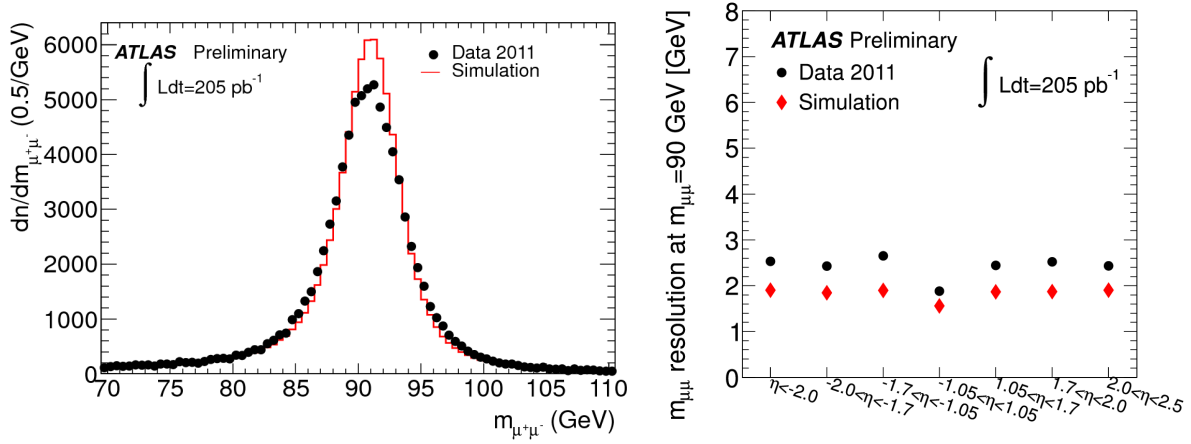 dn/dmμ+μ- (0.5/GeV)
6000
5000
4000
3000
2000
1000
0
ATLAS Preliminary
∫ Ldt=205 pb-1
Data 2011
Simulation
70 75 80 85 90 95 100 105 110
mμ+μ- (GeV)
mμμ resolution at mμμ=90 GeV [GeV]
8
7
6
5
4
3
2
1
0
ATLAS Preliminary
Data 2011
Simulation
∫ Ldt=205 pb-1
η<-2.0
-2.0<η<-1.7
-1.7<η<-1.05
-1.05<η<1.05
1.05<η<1.7
1.7<η<2.0
2.0<η<2.5